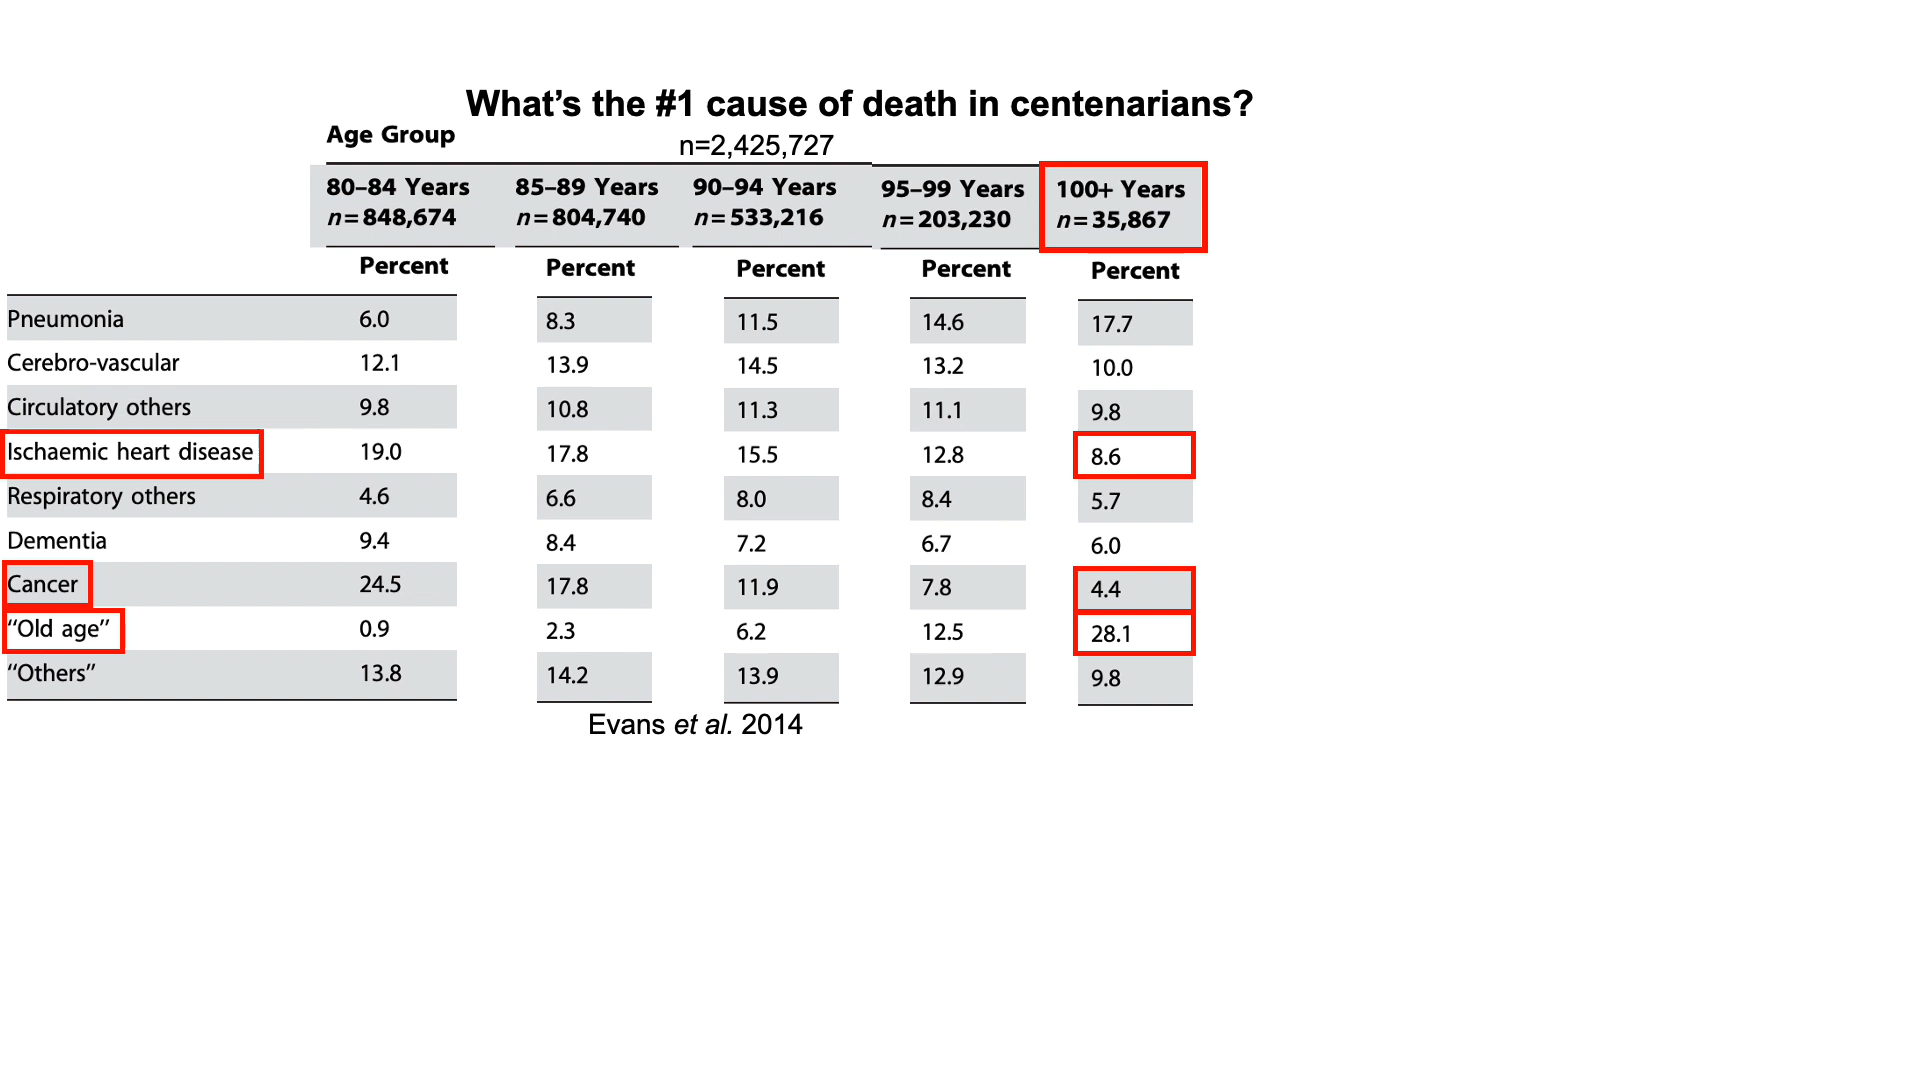 What’s the #1 cause of death in centenarians?
Age Group
n=2,425,727
80–84 Years 85–89 Years 90–94 Years 95–99 Years 100+ Years
n=848,674 n=804,740 n=533,216 n=203,230 n=35,867
Percent Percent Percent Percent Percent
Pneumonia 6.0 8.3 11.5 14.6 17.7
Cerebro-vascular 12.1 13.9 14.5 13.2 10.0
Circulatory others 9.8 10.8 11.3 11.1 9.8
Ischaemic heart disease 19.0 17.8 15.5 12.8 8.6
Respiratory others 4.6 6.6 8.0 8.4 5.7
Dementia 9.4 8.4 7.2 6.7 6.0
Cancer 24.5 17.8 11.9 7.8 4.4
“Old age” 0.9 2.3 6.2 12.5 28.1
“Others” 13.8 14.2 13.9 12.9 9.8
Evans et al. 2014